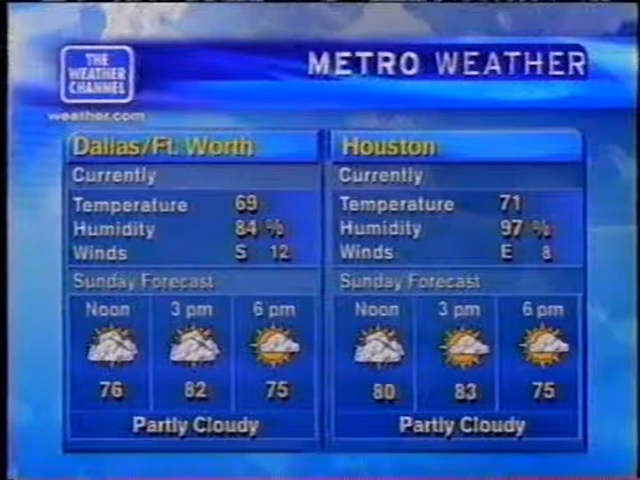 THE
WEATHER
CHANNEL
weather.com
METRO WEATHER
Dallas/Ft. Worth
Currently
Temperature 69
Humidity 84 %
Winds S 12
Sunday Forecast
Noon 3 pm 6 pm
76 82 75
Partly Cloudy
Houston
Currently
Temperature 71
Humidity 97 %
Winds E 8
Sunday Forecast
Noon 3 pm 6 pm
80 83 75
Partly Cloudy